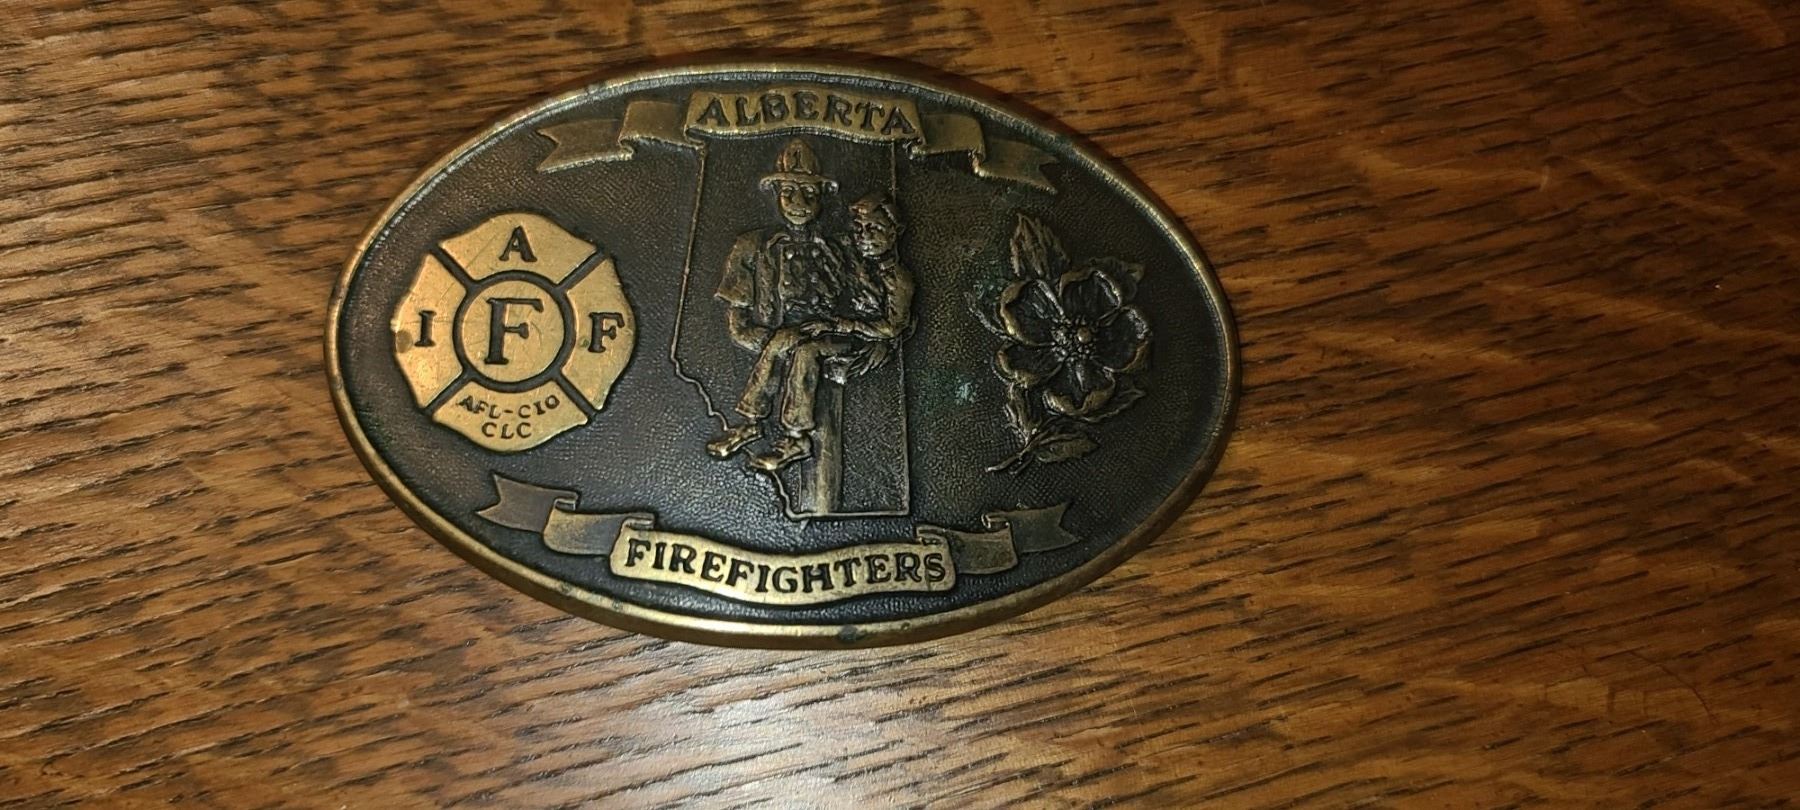 ALBERTA
1
A
I F F
AFL-CIO
CLC
FIREFIGHTERS